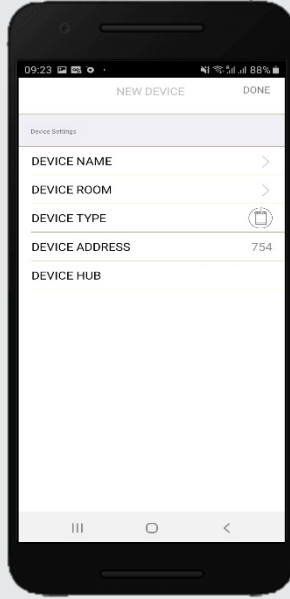 09:23 88%
NEW DEVICE DONE
Device Settings
DEVICE NAME
DEVICE ROOM
DEVICE TYPE
DEVICE ADDRESS 754
DEVICE HUB